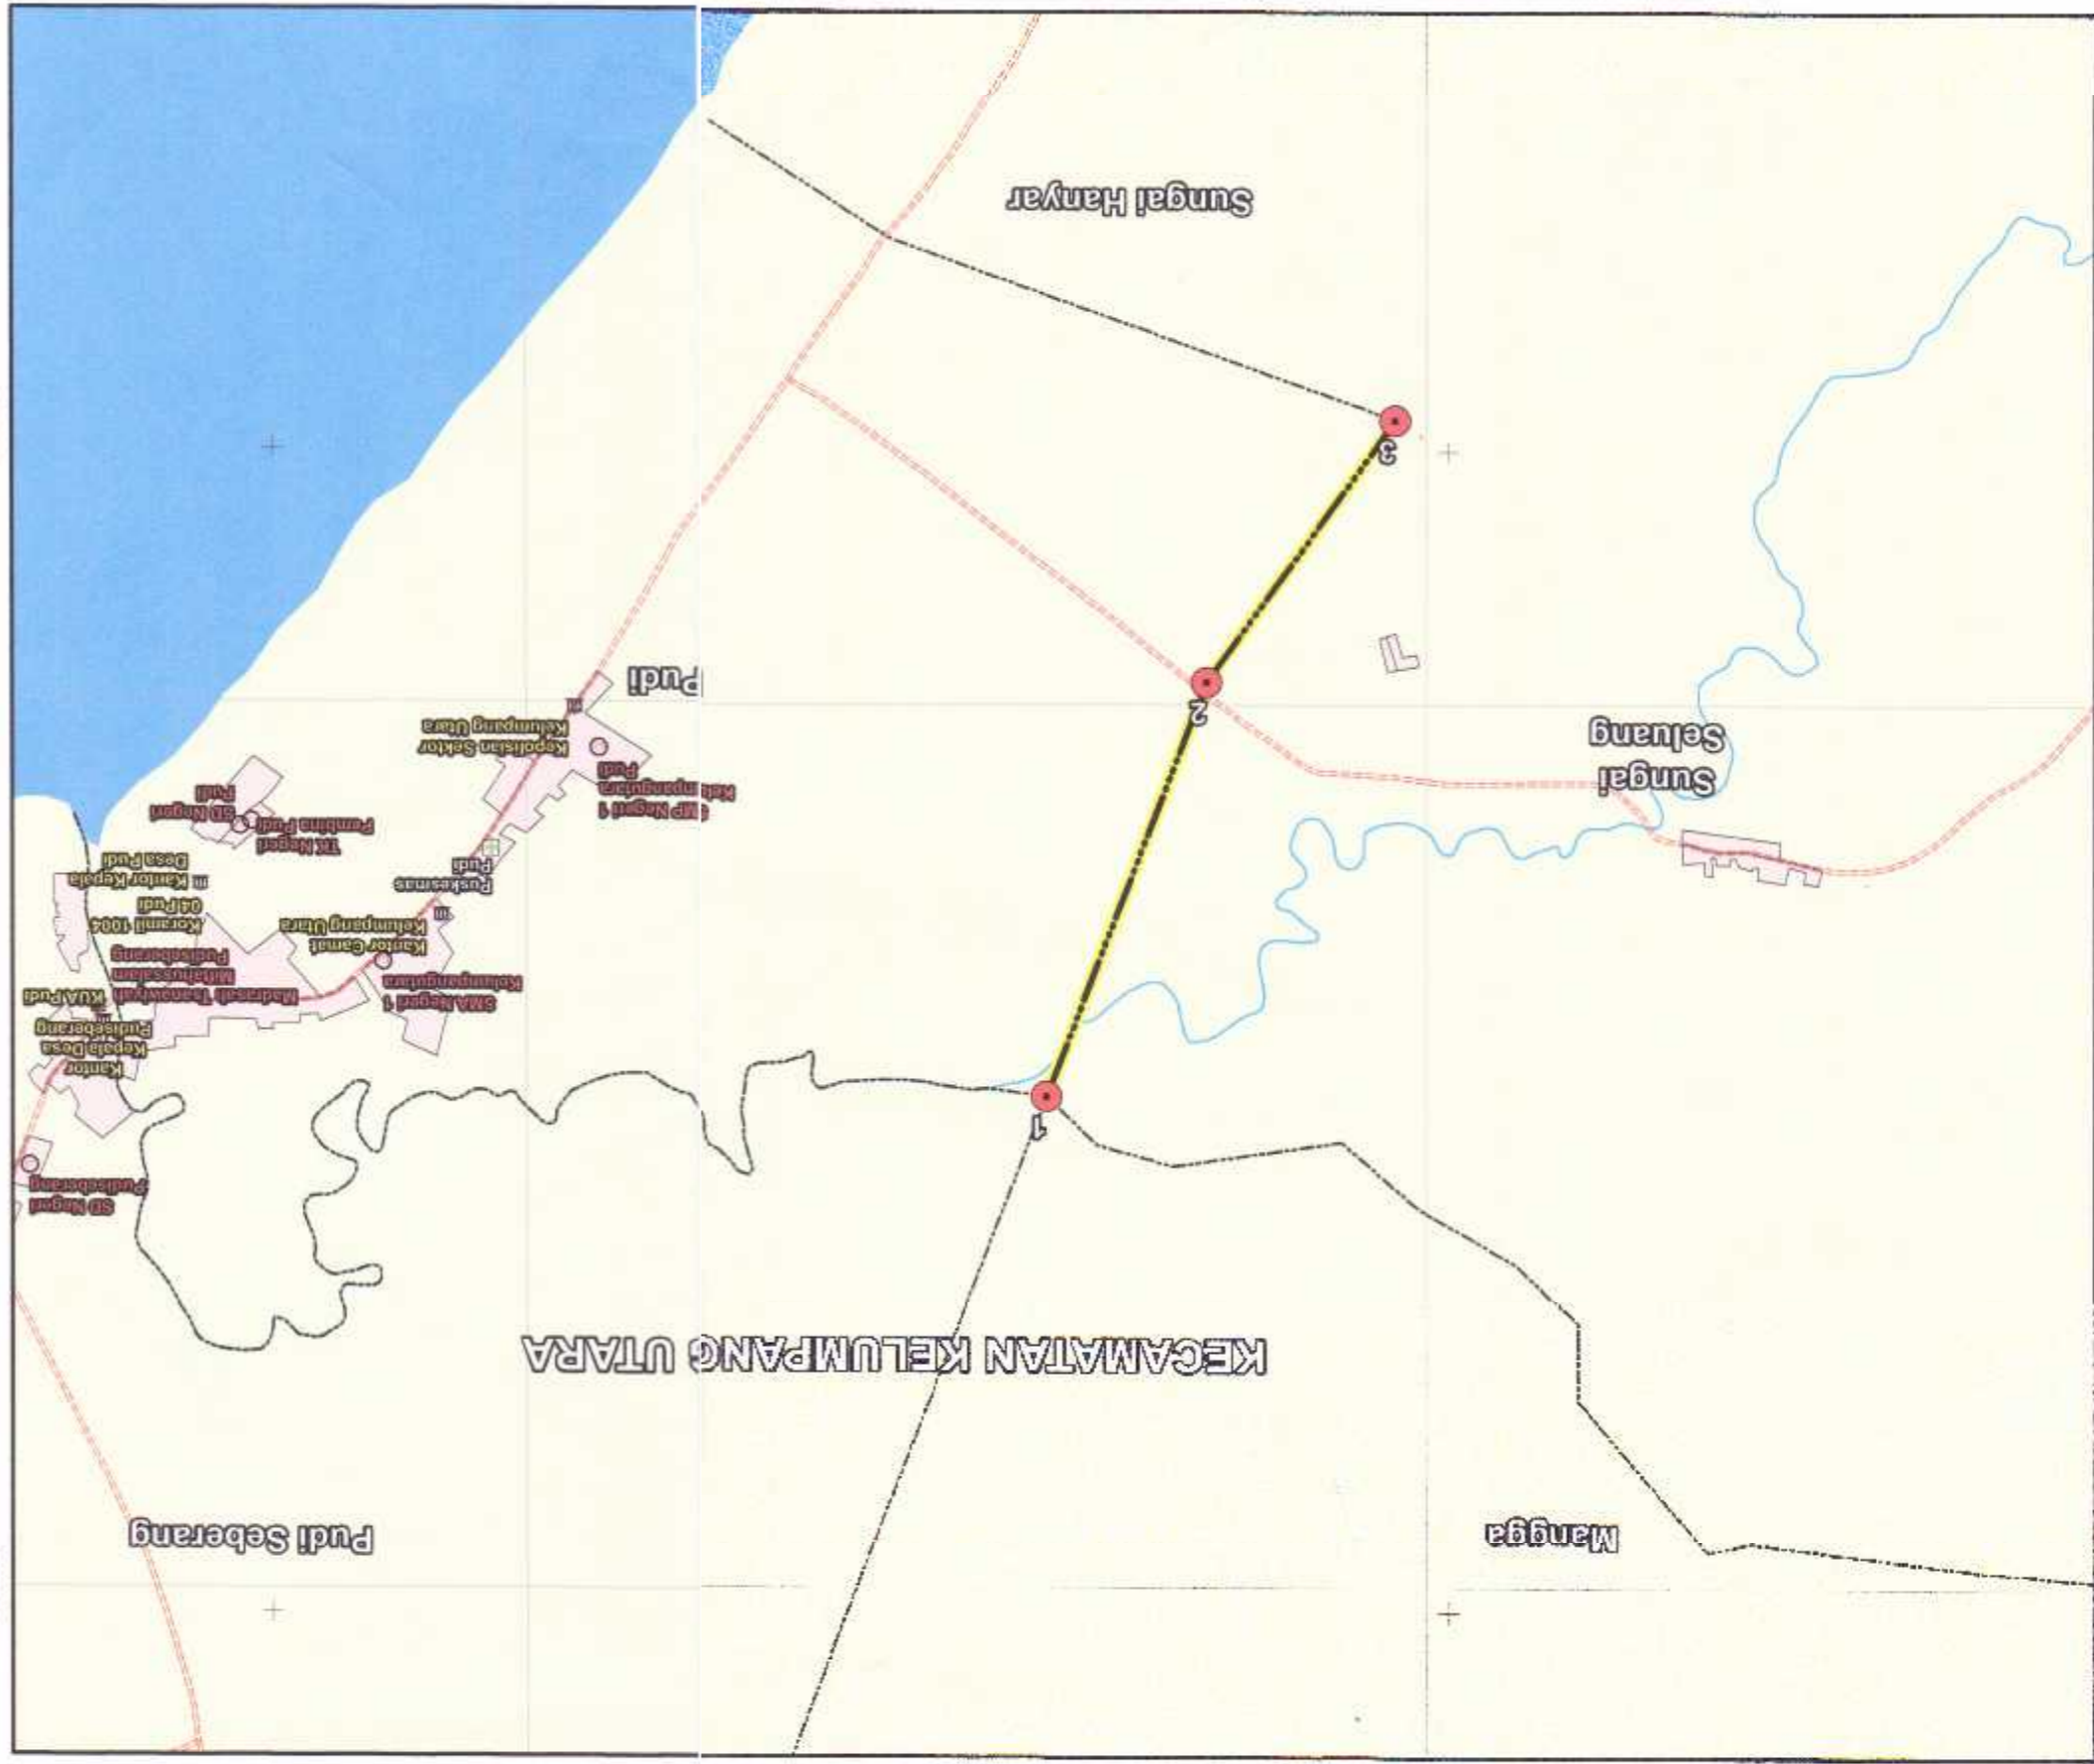 Mangga
Pudi Seberang
KECAMATAN KELUMPANG UTARA
SD Negeri
Pudiseberang
1
Kantor
Kepala Desa
Pudiseberang
KUA Pudi
SMA Negeri 1
Kelumpangutara
Madrasah Tsanawiyah
Miftahussalam
Pudiseberang
Kantor Camat
Kelumpang Utara
Koramil 1004
04 Pudi
Kantor Kepala
Desa Pudi
Puskesmas
Pudi
TK Negeri
Pembina Pudi
SD Negeri
Pudi
SMP Negeri 1
Kelumpangutara
Pudi
Kepolisian Sektor
Kelumpang Utara
Sungai
Seluang
2
Pudi
3
Sungai Hanyar